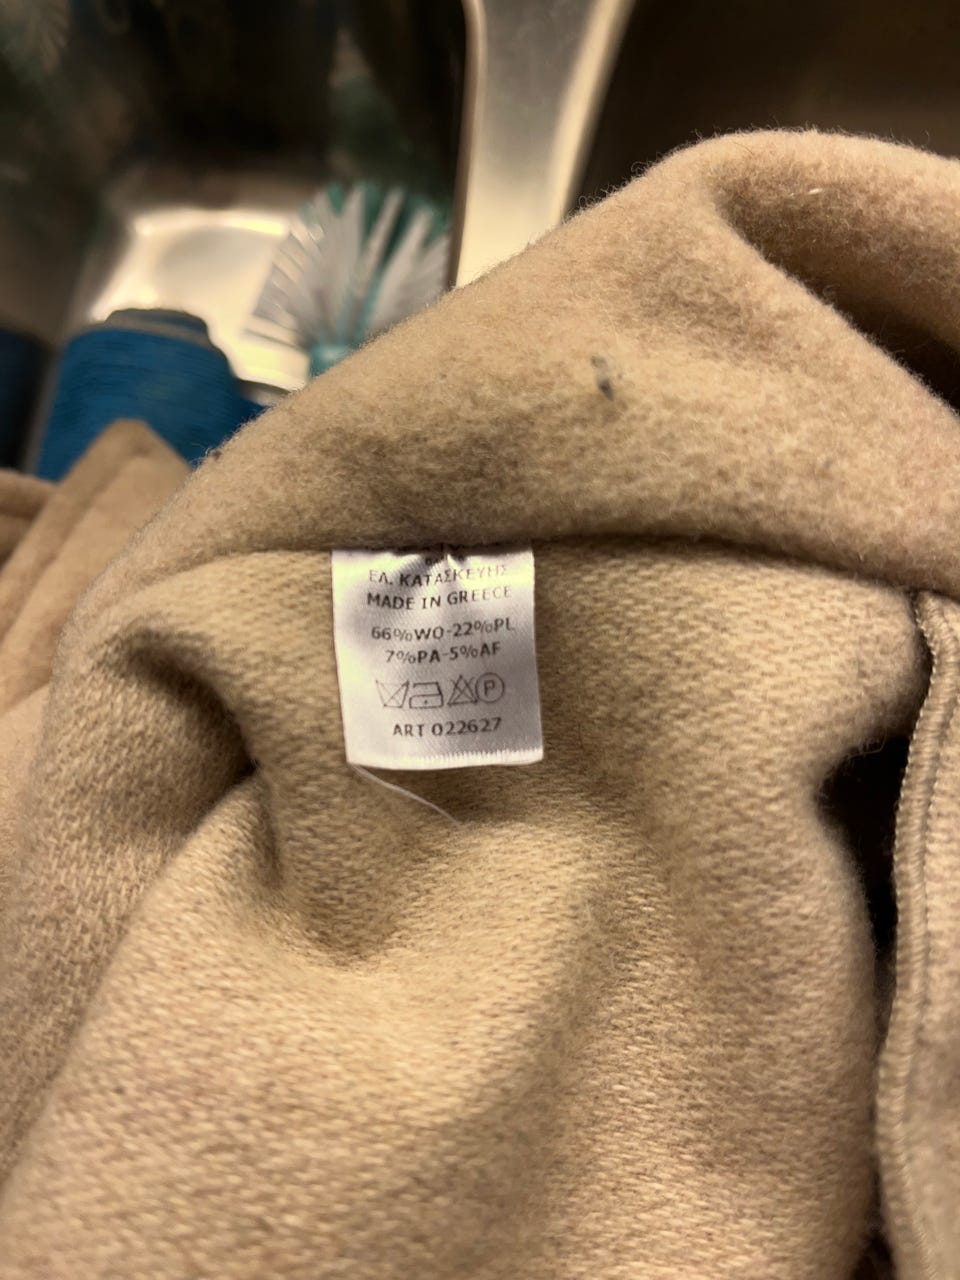 ΕΛ. ΚΑΤΑΣΚΕΥΗΣ
MADE IN GREECE
66%WO-22%PL
7%PA-5%AF
P
ART 022627